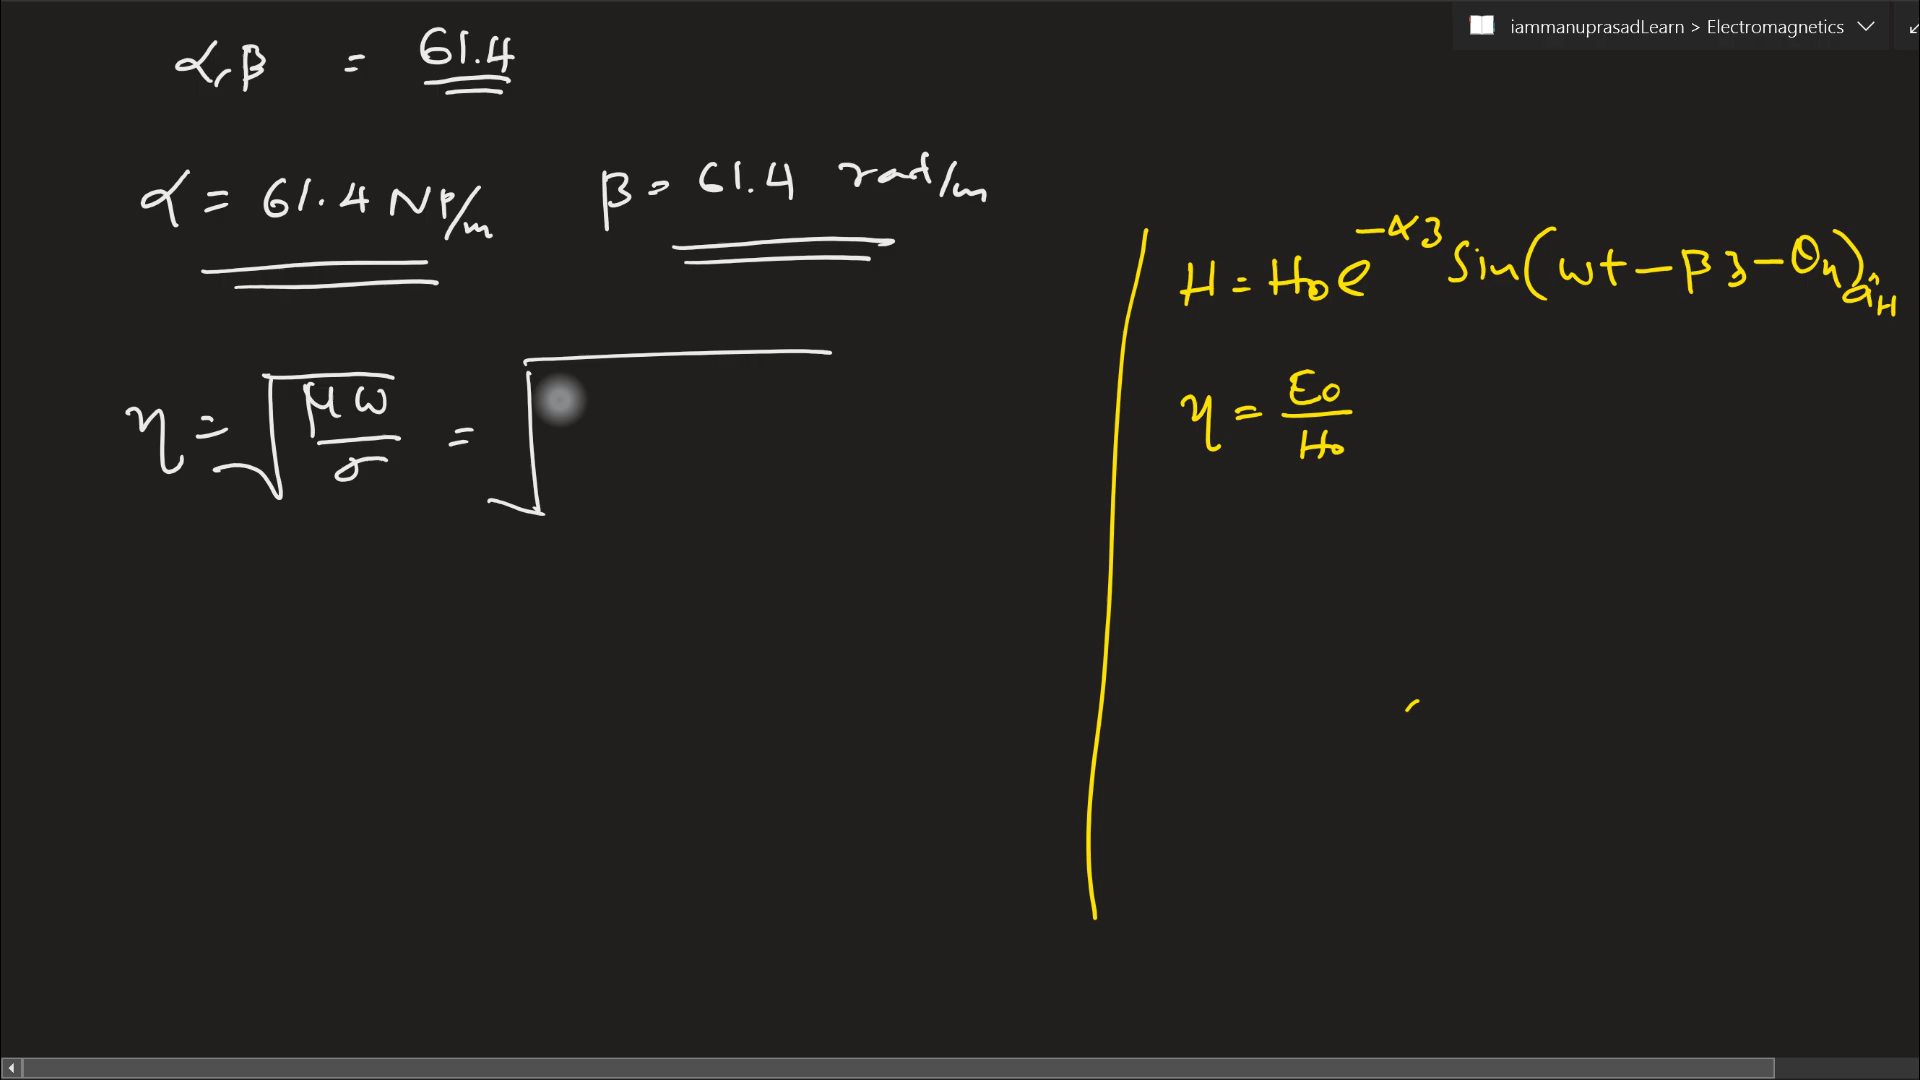 iammanuprasadLearn > Electromagnetics
α, β = 61.4
α = 61.4 Np/m β = 61.4 rad/m
η = √(μω/σ) = √
H = H₀ e^(-αz) Sin(ωt - βz - θη) âH
η = E₀/H₀